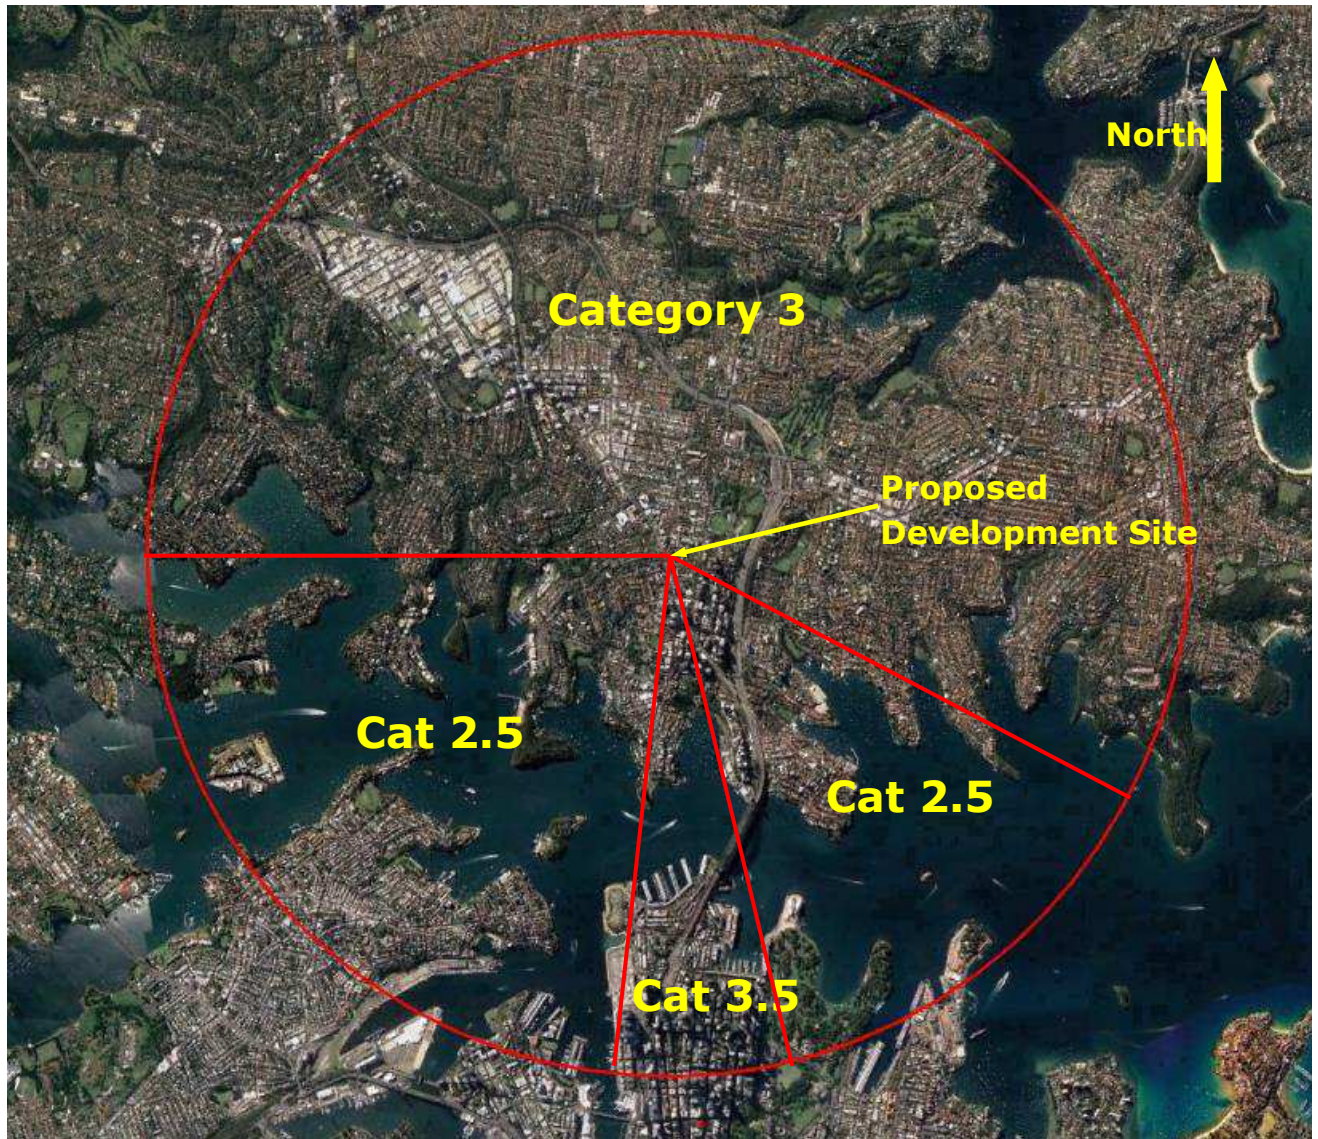 North
Category 3
Proposed
Development Site
Cat 2.5
Cat 2.5
Cat 3.5